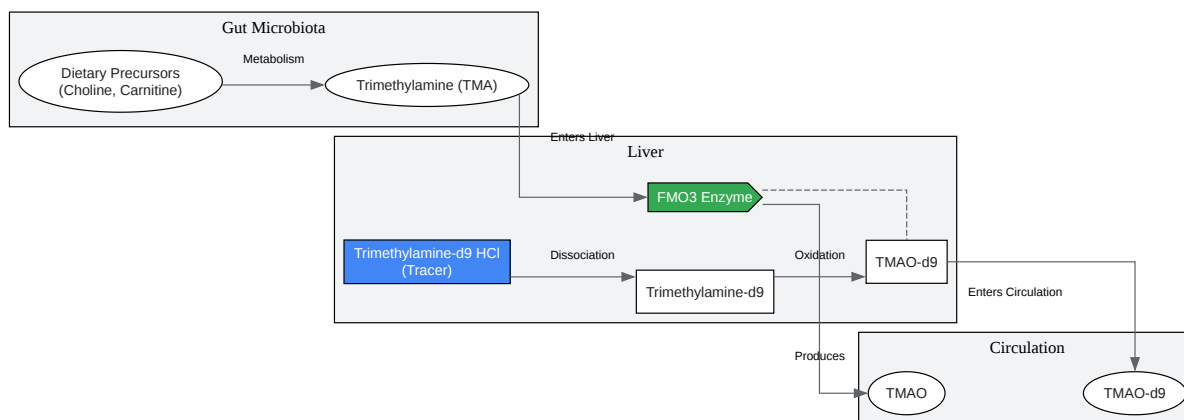 Gut Microbiota
Metabolism
Dietary Precursors
(Choline, Carnitine)
Trimethylamine (TMA)
Enters Liver
Liver
FMO3 Enzyme
Trimethylamine-d9 HCl
(Tracer)
Dissociation
Trimethylamine-d9
Oxidation
TMAO-d9
Enters Circulation
Produces
Circulation
TMAO
TMAO-d9